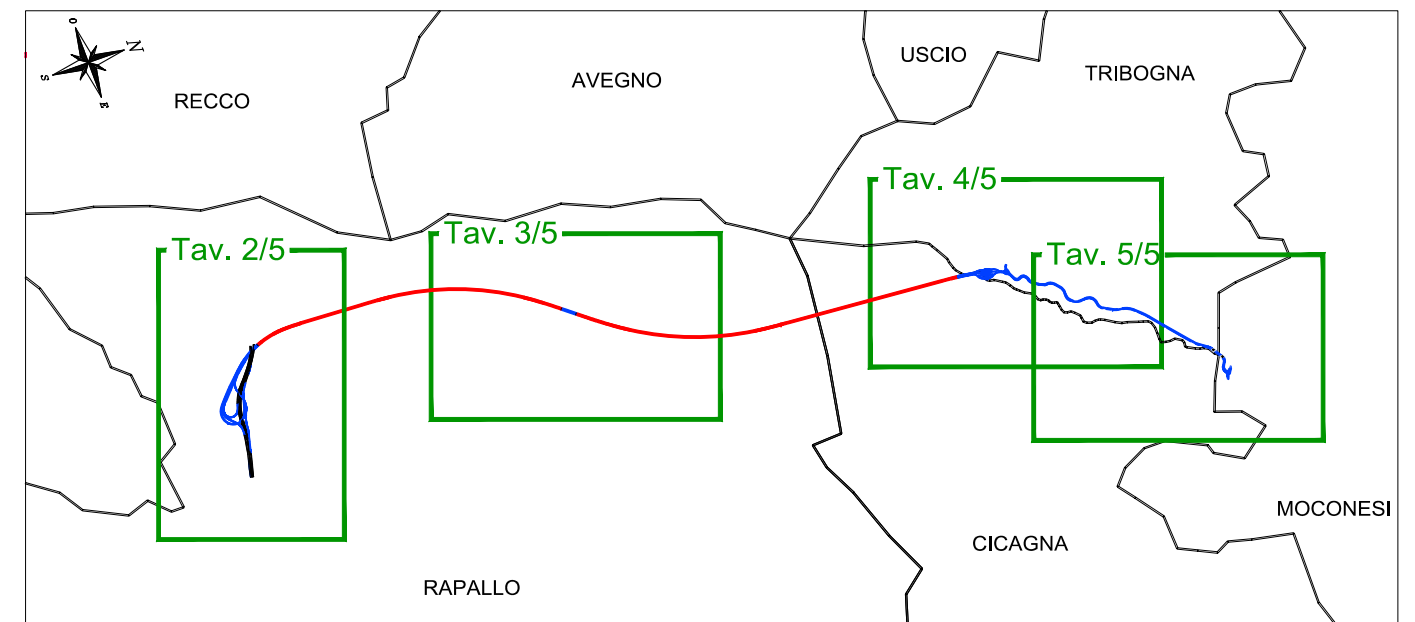 O
N
S
E
RECCO
AVEGNO
USCIO
TRIBOGNA
Tav. 2/5
Tav. 3/5
Tav. 4/5
Tav. 5/5
RAPALLO
CICAGNA
MOCONESI